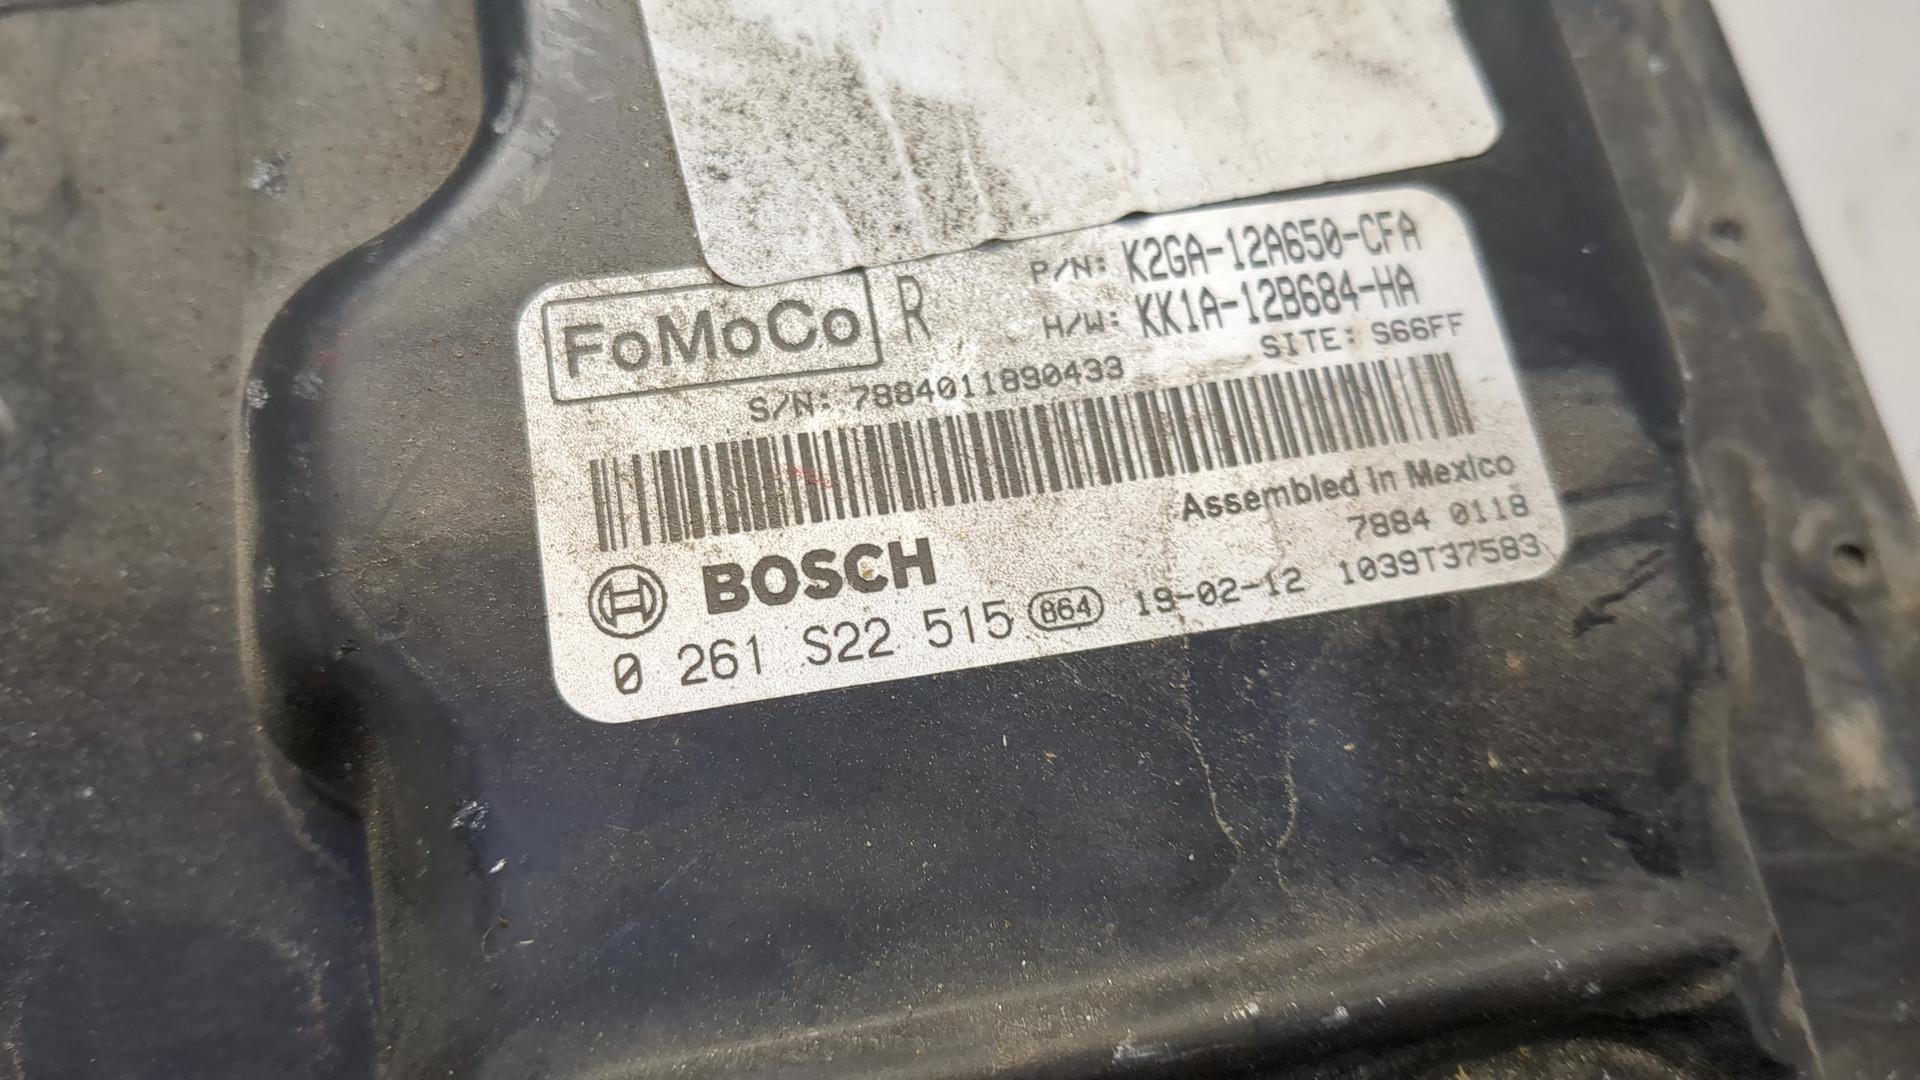 FoMoCo R
P/N: K2GA-12A650-CFA
H/W: KK1A-12B684-HA
SITE: S66FF
S/N: 7884011890433
Assembled in Mexico
7884 0118
BOSCH
0 261 S22 515 864 19-02-12 1039T37583